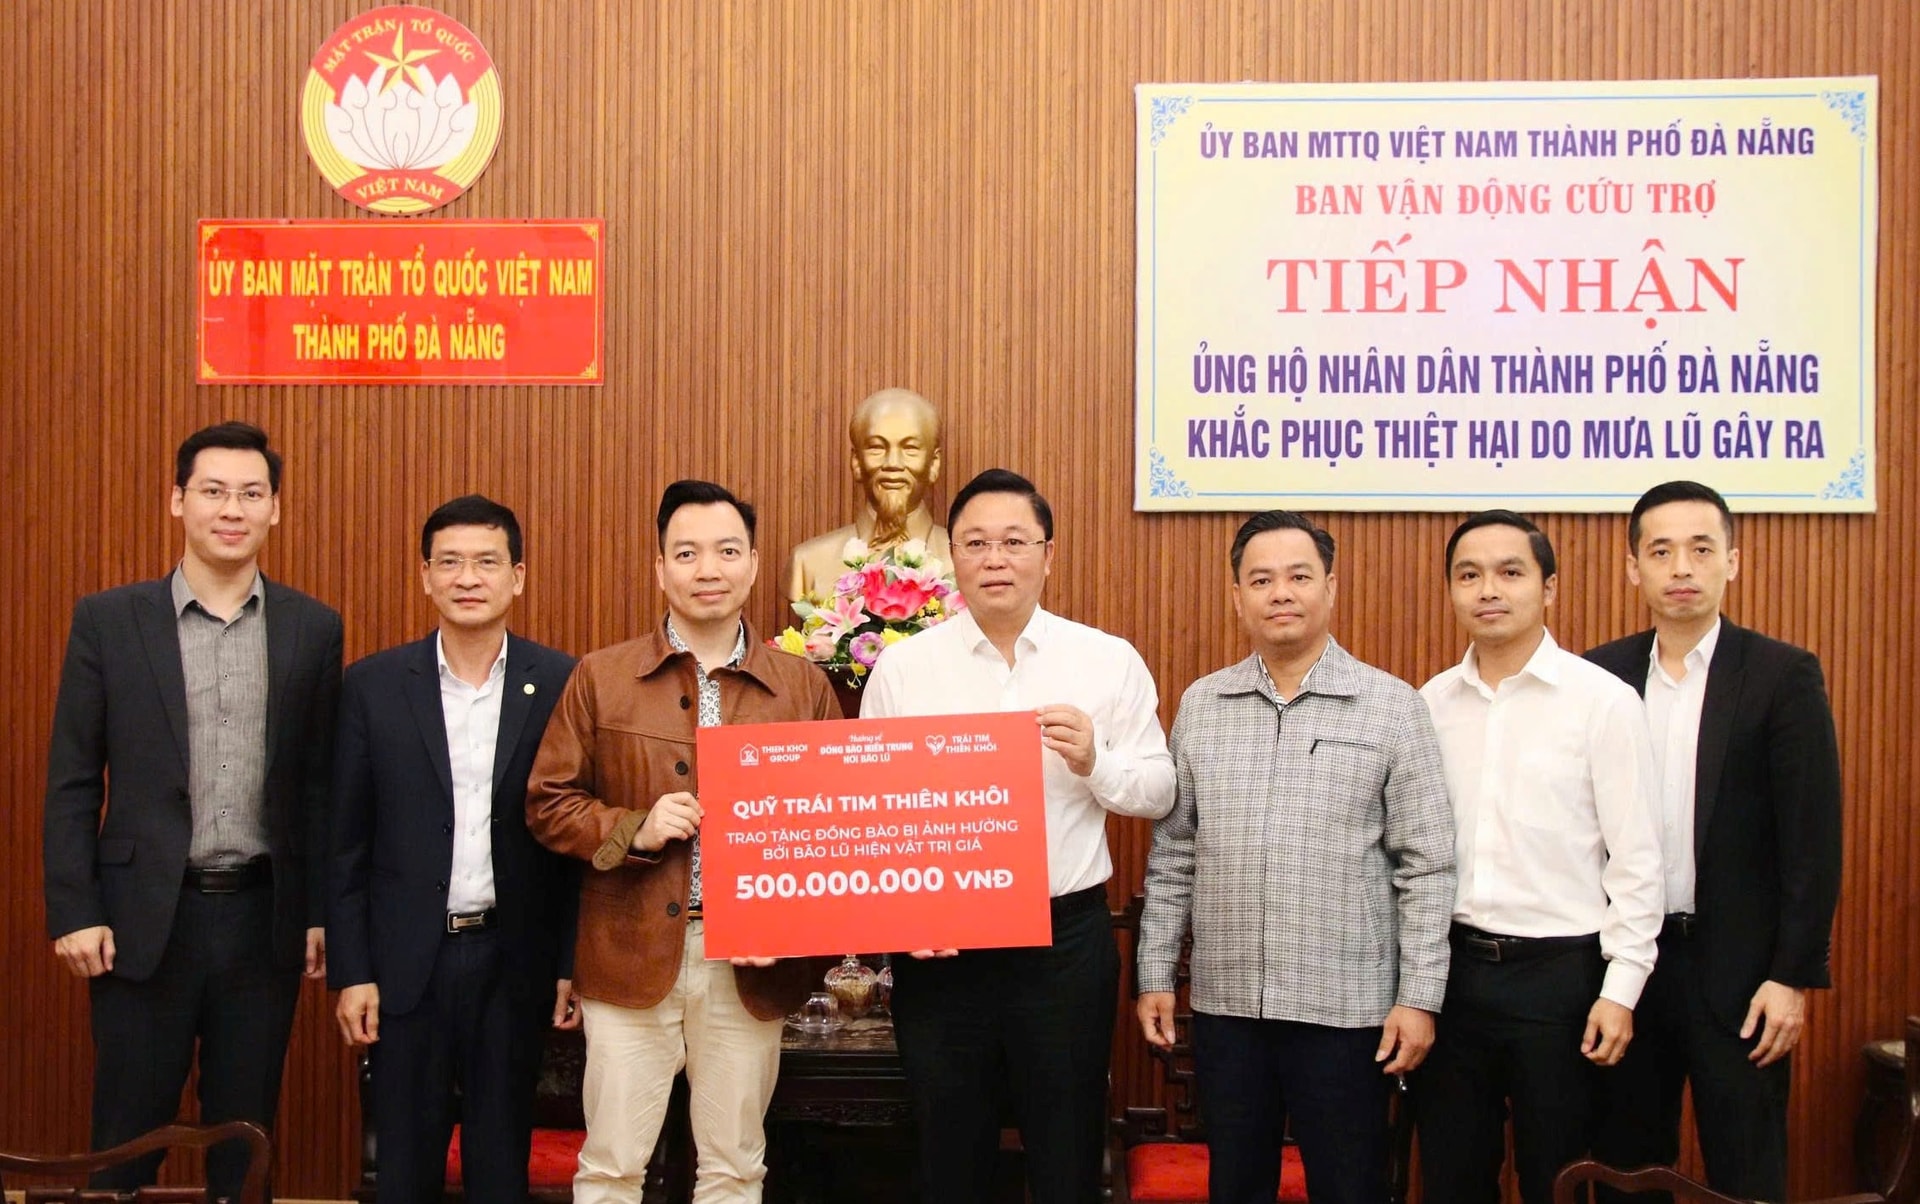 MẶT TRẬN TỔ QUỐC
VIỆT NAM
ỦY BAN MẶT TRẬN TỔ QUỐC VIỆT NAM
THÀNH PHỐ ĐÀ NẴNG
ỦY BAN MTTQ VIỆT NAM THÀNH PHỐ ĐÀ NẴNG
BAN VẬN ĐỘNG CỨU TRỢ
TIẾP NHẬN
ỦNG HỘ NHÂN DÂN THÀNH PHỐ ĐÀ NẴNG
KHẮC PHỤC THIỆT HẠI DO MƯA LŨ GÂY RA
THIEN KHOI
GROUP
Hướng về
ĐỒNG BÀO MIỀN TRUNG
NƠI BÃO LŨ
TRÁI TIM
THIÊN KHÔI
QUỸ TRÁI TIM THIÊN KHÔI
TRAO TẶNG ĐỒNG BÀO BỊ ẢNH HƯỞNG
BỞI BÃO LŨ HIỆN VẬT TRỊ GIÁ
500.000.000 VNĐ